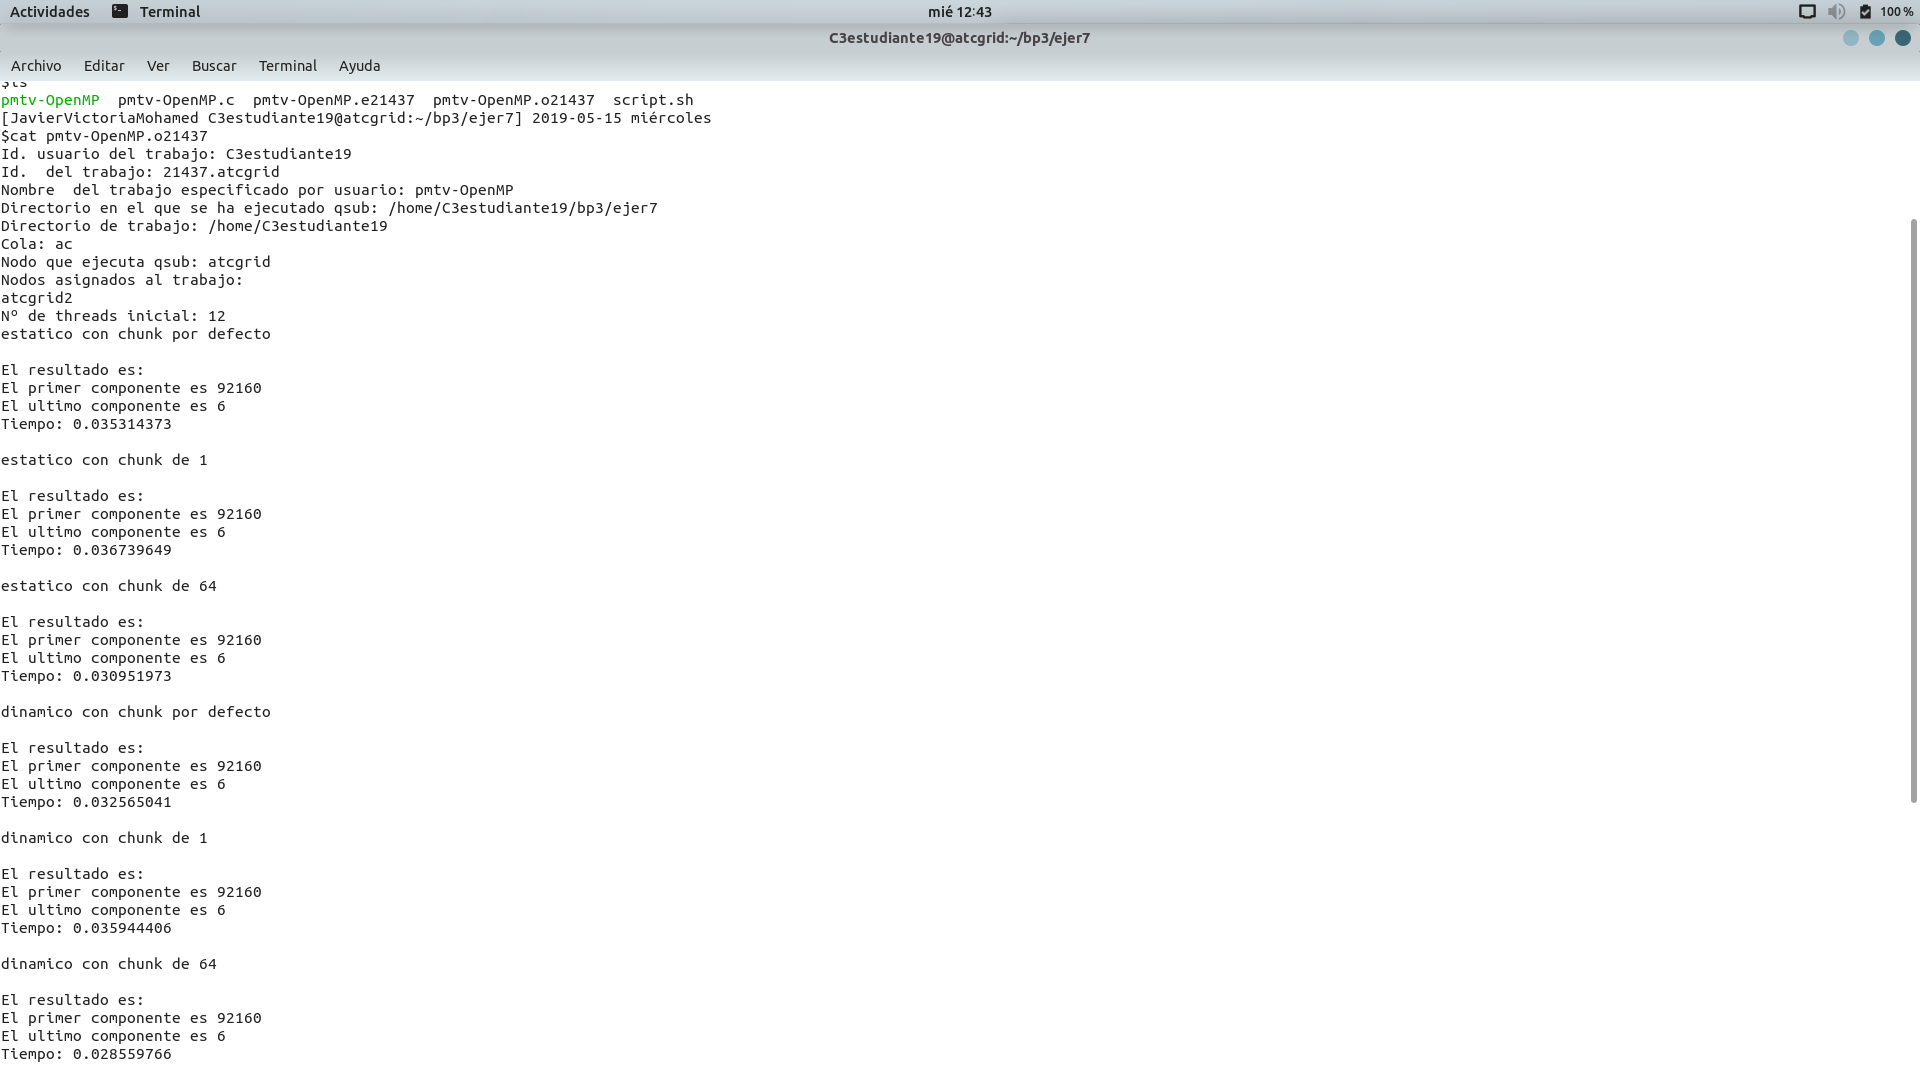 Actividades Terminal mié 12:43 100 %
C3estudiante19@atcgrid:~/bp3/ejer7
Archivo Editar Ver Buscar Terminal Ayuda
$ls
pmtv-OpenMP pmtv-OpenMP.c pmtv-OpenMP.e21437 pmtv-OpenMP.o21437 script.sh
[JavierVictoriaMohamed C3estudiante19@atcgrid:~/bp3/ejer7] 2019-05-15 miércoles
$cat pmtv-OpenMP.o21437
Id. usuario del trabajo: C3estudiante19
Id.  del trabajo: 21437.atcgrid
Nombre  del trabajo especificado por usuario: pmtv-OpenMP
Directorio en el que se ha ejecutado qsub: /home/C3estudiante19/bp3/ejer7
Directorio de trabajo: /home/C3estudiante19
Cola: ac
Nodo que ejecuta qsub: atcgrid
Nodos asignados al trabajo:
atcgrid2
Nº de threads inicial: 12
estatico con chunk por defecto
El resultado es:
El primer componente es 92160
El ultimo componente es 6
Tiempo: 0.035314373
estatico con chunk de 1
El resultado es:
El primer componente es 92160
El ultimo componente es 6
Tiempo: 0.036739649
estatico con chunk de 64
El resultado es:
El primer componente es 92160
El ultimo componente es 6
Tiempo: 0.030951973
dinamico con chunk por defecto
El resultado es:
El primer componente es 92160
El ultimo componente es 6
Tiempo: 0.032565041
dinamico con chunk de 1
El resultado es:
El primer componente es 92160
El ultimo componente es 6
Tiempo: 0.035944406
dinamico con chunk de 64
El resultado es:
El primer componente es 92160
El ultimo componente es 6
Tiempo: 0.028559766